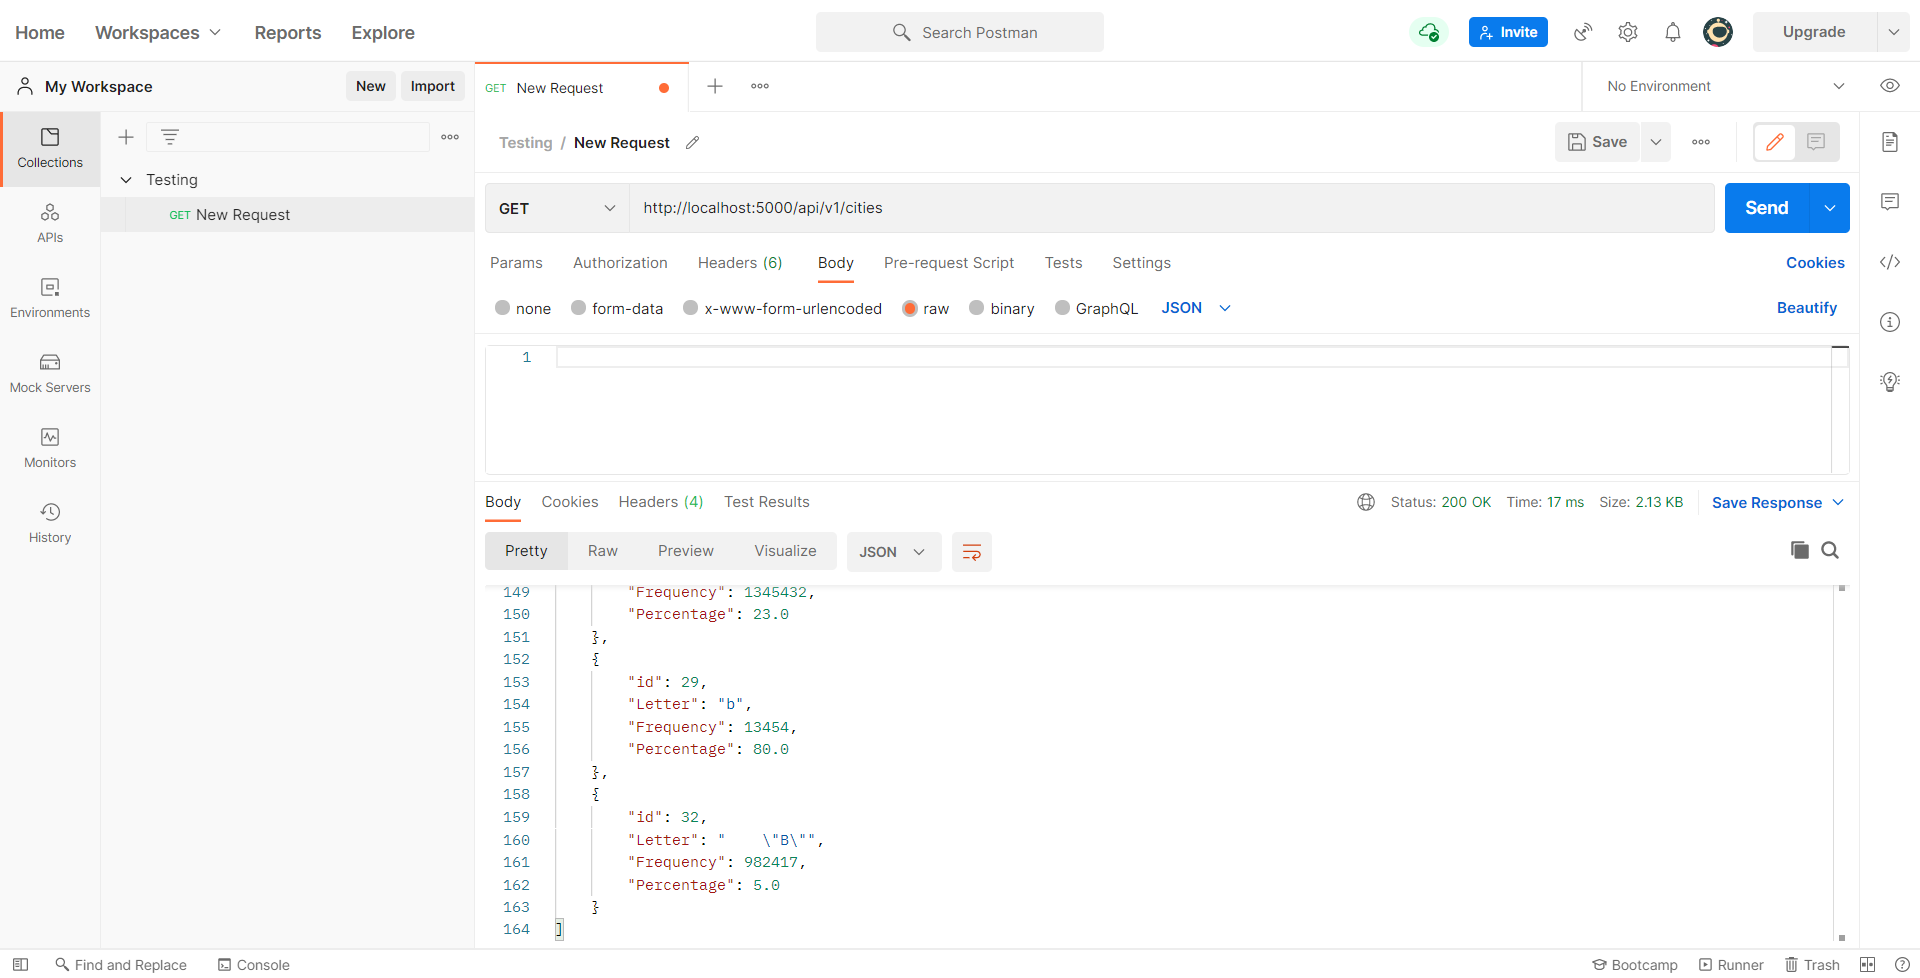 Home Workspaces Reports Explore Search Postman Invite Upgrade
My Workspace New Import GET New Request No Environment
Collections
APIs
Environments
Mock Servers
Monitors
History
Testing
GET New Request
Testing / New Request Save
GET http://localhost:5000/api/v1/cities Send
Params Authorization Headers (6) Body Pre-request Script Tests Settings Cookies
none form-data x-www-form-urlencoded raw binary GraphQL JSON Beautify
1
Body Cookies Headers (4) Test Results Status: 200 OK Time: 17 ms Size: 2.13 KB Save Response
Pretty Raw Preview Visualize JSON
149 "Frequency": 1345432,
150 "Percentage": 23.0
151 },
152 {
153 "id": 29,
154 "Letter": "b",
155 "Frequency": 13454,
156 "Percentage": 80.0
157 },
158 {
159 "id": 32,
160 "Letter": "    \"B\"",
161 "Frequency": 982417,
162 "Percentage": 5.0
163 }
164 ]
Find and Replace Console Bootcamp Runner Trash